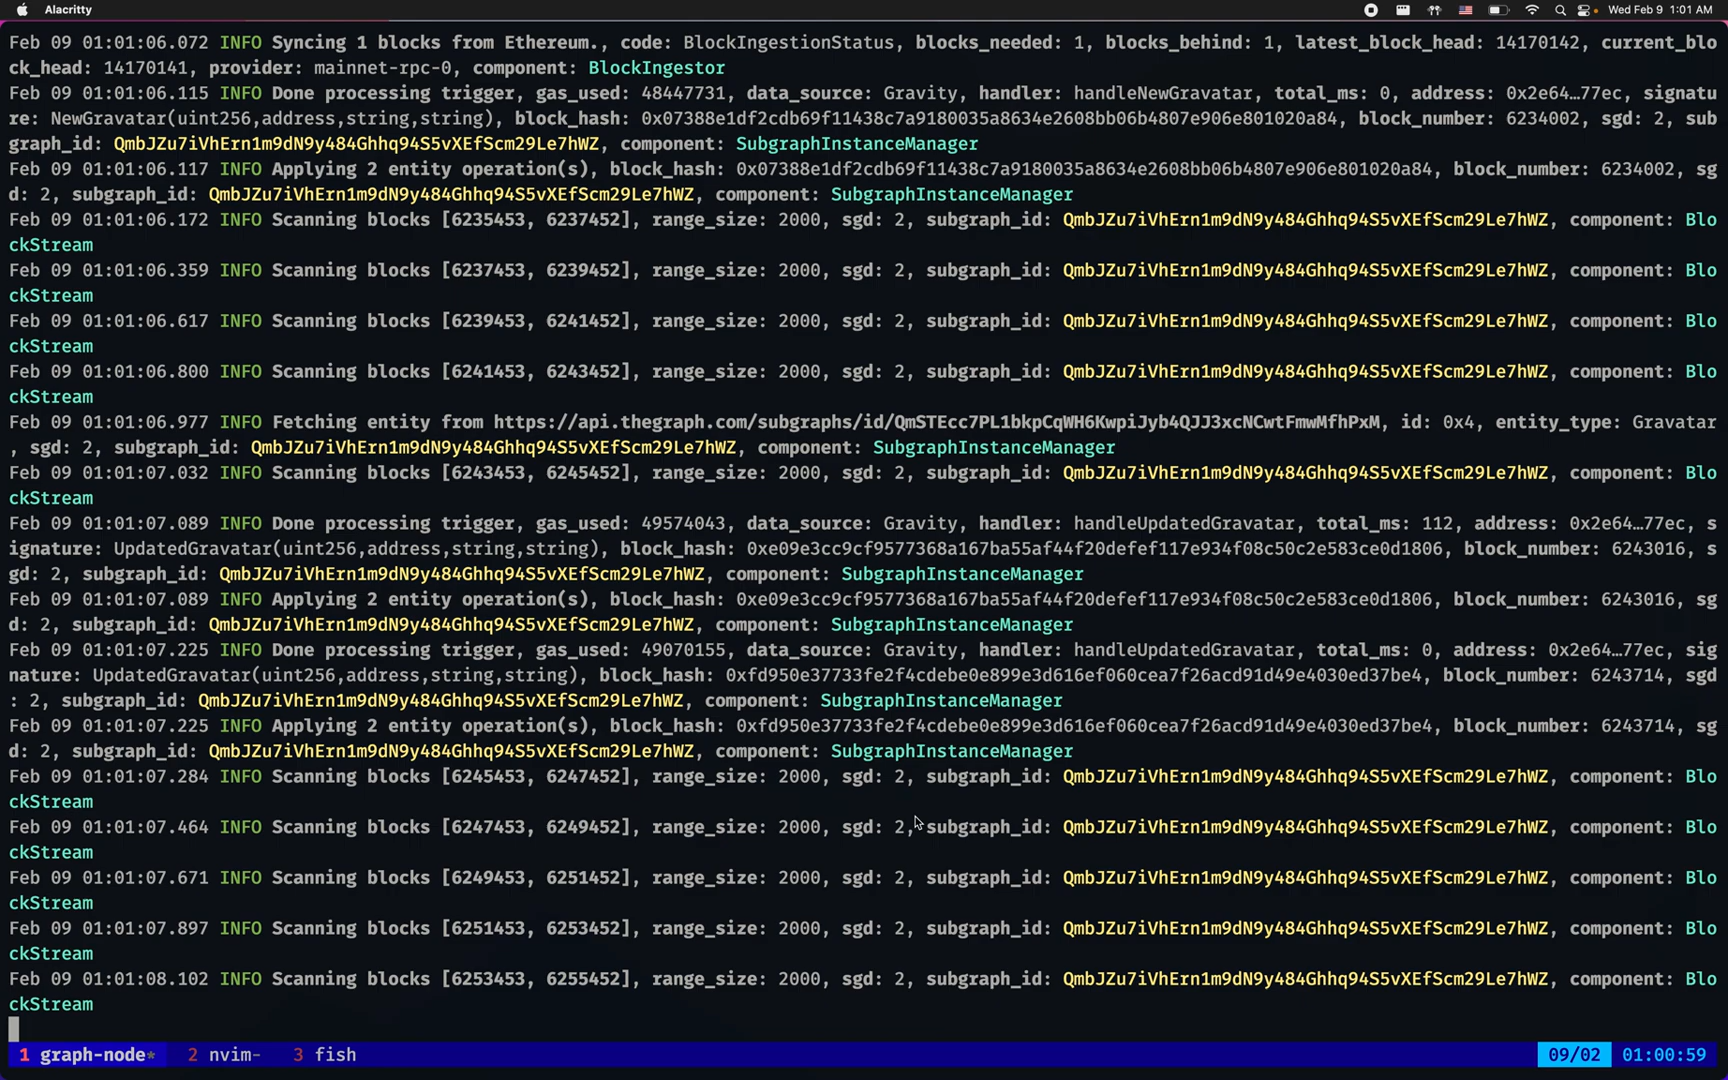 Alacritty
Wed Feb 9 1:01 AM
Feb 09 01:01:06.072 INFO Syncing 1 blocks from Ethereum., code: BlockIngestionStatus, blocks_needed: 1, blocks_behind: 1, latest_block_head: 14170142, current_blo
ck_head: 14170141, provider: mainnet-rpc-0, component: BlockIngestor
Feb 09 01:01:06.115 INFO Done processing trigger, gas_used: 48447731, data_source: Gravity, handler: handleNewGravatar, total_ms: 0, address: 0x2e64…77ec, signatu
re: NewGravatar(uint256,address,string,string), block_hash: 0x07388e1df2cdb69f11438c7a9180035a8634e2608bb06b4807e906e801020a84, block_number: 6234002, sgd: 2, sub
graph_id: QmbJZu7iVhErn1m9dN9y484Ghhq94S5vXEfScm29Le7hWZ, component: SubgraphInstanceManager
Feb 09 01:01:06.117 INFO Applying 2 entity operation(s), block_hash: 0x07388e1df2cdb69f11438c7a9180035a8634e2608bb06b4807e906e801020a84, block_number: 6234002, sg
d: 2, subgraph_id: QmbJZu7iVhErn1m9dN9y484Ghhq94S5vXEfScm29Le7hWZ, component: SubgraphInstanceManager
Feb 09 01:01:06.172 INFO Scanning blocks [6235453, 6237452], range_size: 2000, sgd: 2, subgraph_id: QmbJZu7iVhErn1m9dN9y484Ghhq94S5vXEfScm29Le7hWZ, component: Blo
ckStream
Feb 09 01:01:06.359 INFO Scanning blocks [6237453, 6239452], range_size: 2000, sgd: 2, subgraph_id: QmbJZu7iVhErn1m9dN9y484Ghhq94S5vXEfScm29Le7hWZ, component: Blo
ckStream
Feb 09 01:01:06.617 INFO Scanning blocks [6239453, 6241452], range_size: 2000, sgd: 2, subgraph_id: QmbJZu7iVhErn1m9dN9y484Ghhq94S5vXEfScm29Le7hWZ, component: Blo
ckStream
Feb 09 01:01:06.800 INFO Scanning blocks [6241453, 6243452], range_size: 2000, sgd: 2, subgraph_id: QmbJZu7iVhErn1m9dN9y484Ghhq94S5vXEfScm29Le7hWZ, component: Blo
ckStream
Feb 09 01:01:06.977 INFO Fetching entity from https://api.thegraph.com/subgraphs/id/QmSTEcc7PL1bkpCqWH6KwpiJyb4QJJ3xcNCwtFmwMfhPxM, id: 0x4, entity_type: Gravatar
, sgd: 2, subgraph_id: QmbJZu7iVhErn1m9dN9y484Ghhq94S5vXEfScm29Le7hWZ, component: SubgraphInstanceManager
Feb 09 01:01:07.032 INFO Scanning blocks [6243453, 6245452], range_size: 2000, sgd: 2, subgraph_id: QmbJZu7iVhErn1m9dN9y484Ghhq94S5vXEfScm29Le7hWZ, component: Blo
ckStream
Feb 09 01:01:07.089 INFO Done processing trigger, gas_used: 49574043, data_source: Gravity, handler: handleUpdatedGravatar, total_ms: 112, address: 0x2e64…77ec, s
ignature: UpdatedGravatar(uint256,address,string,string), block_hash: 0xe09e3cc9cf9577368a167ba55af44f20defef117e934f08c50c2e583ce0d1806, block_number: 6243016, s
gd: 2, subgraph_id: QmbJZu7iVhErn1m9dN9y484Ghhq94S5vXEfScm29Le7hWZ, component: SubgraphInstanceManager
Feb 09 01:01:07.089 INFO Applying 2 entity operation(s), block_hash: 0xe09e3cc9cf9577368a167ba55af44f20defef117e934f08c50c2e583ce0d1806, block_number: 6243016, sg
d: 2, subgraph_id: QmbJZu7iVhErn1m9dN9y484Ghhq94S5vXEfScm29Le7hWZ, component: SubgraphInstanceManager
Feb 09 01:01:07.225 INFO Done processing trigger, gas_used: 49070155, data_source: Gravity, handler: handleUpdatedGravatar, total_ms: 0, address: 0x2e64…77ec, sig
nature: UpdatedGravatar(uint256,address,string,string), block_hash: 0xfd950e37733fe2f4cdebe0e899e3d616ef060cea7f26acd91d49e4030ed37be4, block_number: 6243714, sgd
: 2, subgraph_id: QmbJZu7iVhErn1m9dN9y484Ghhq94S5vXEfScm29Le7hWZ, component: SubgraphInstanceManager
Feb 09 01:01:07.225 INFO Applying 2 entity operation(s), block_hash: 0xfd950e37733fe2f4cdebe0e899e3d616ef060cea7f26acd91d49e4030ed37be4, block_number: 6243714, sg
d: 2, subgraph_id: QmbJZu7iVhErn1m9dN9y484Ghhq94S5vXEfScm29Le7hWZ, component: SubgraphInstanceManager
Feb 09 01:01:07.284 INFO Scanning blocks [6245453, 6247452], range_size: 2000, sgd: 2, subgraph_id: QmbJZu7iVhErn1m9dN9y484Ghhq94S5vXEfScm29Le7hWZ, component: Blo
ckStream
Feb 09 01:01:07.464 INFO Scanning blocks [6247453, 6249452], range_size: 2000, sgd: 2, subgraph_id: QmbJZu7iVhErn1m9dN9y484Ghhq94S5vXEfScm29Le7hWZ, component: Blo
ckStream
Feb 09 01:01:07.671 INFO Scanning blocks [6249453, 6251452], range_size: 2000, sgd: 2, subgraph_id: QmbJZu7iVhErn1m9dN9y484Ghhq94S5vXEfScm29Le7hWZ, component: Blo
ckStream
Feb 09 01:01:07.897 INFO Scanning blocks [6251453, 6253452], range_size: 2000, sgd: 2, subgraph_id: QmbJZu7iVhErn1m9dN9y484Ghhq94S5vXEfScm29Le7hWZ, component: Blo
ckStream
Feb 09 01:01:08.102 INFO Scanning blocks [6253453, 6255452], range_size: 2000, sgd: 2, subgraph_id: QmbJZu7iVhErn1m9dN9y484Ghhq94S5vXEfScm29Le7hWZ, component: Blo
ckStream
1 graph-node* 2 nvim- 3 fish
09/02 01:00:59